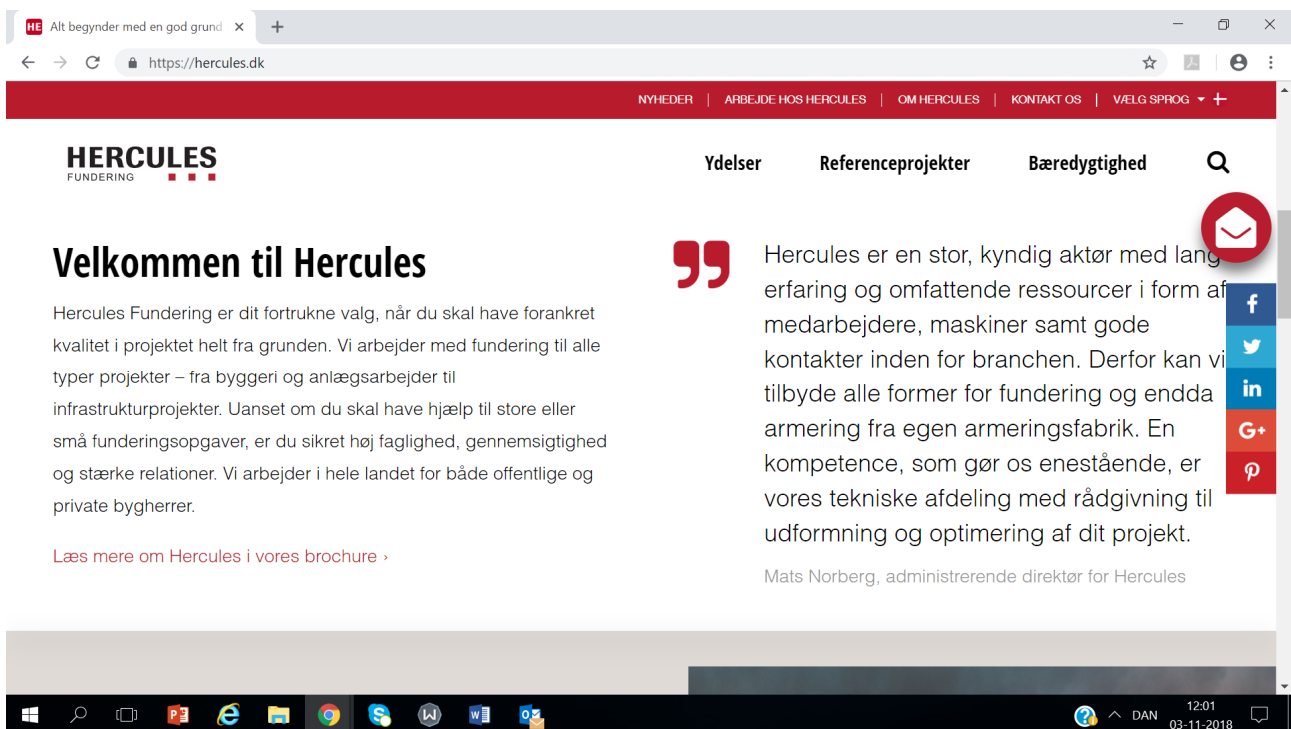 HE Alt begynder med en god grund
https://hercules.dk
NYHEDER | ARBEJDE HOS HERCULES | OM HERCULES | KONTAKT OS | VÆLG SPROG
HERCULES
FUNDERING
Ydelser Referenceprojekter Bæredygtighed
Velkommen til Hercules
Hercules Fundering er dit fortrukne valg, når du skal have forankret
kvalitet i projektet helt fra grunden. Vi arbejder med fundering til alle
typer projekter – fra byggeri og anlægsarbejder til
infrastrukturprojekter. Uanset om du skal have hjælp til store eller
små funderingsopgaver, er du sikret høj faglighed, gennemsigtighed
og stærke relationer. Vi arbejder i hele landet for både offentlige og
private bygherrer.
Læs mere om Hercules i vores brochure ›
Hercules er en stor, kyndig aktør med lang
erfaring og omfattende ressourcer i form af
medarbejdere, maskiner samt gode
kontakter inden for branchen. Derfor kan vi
tilbyde alle former for fundering og endda
armering fra egen armeringsfabrik. En
kompetence, som gør os enestående, er
vores tekniske afdeling med rådgivning til
udformning og optimering af dit projekt.
Mats Norberg, administrerende direktør for Hercules
f
in
G+
DAN
12:01
03-11-2018